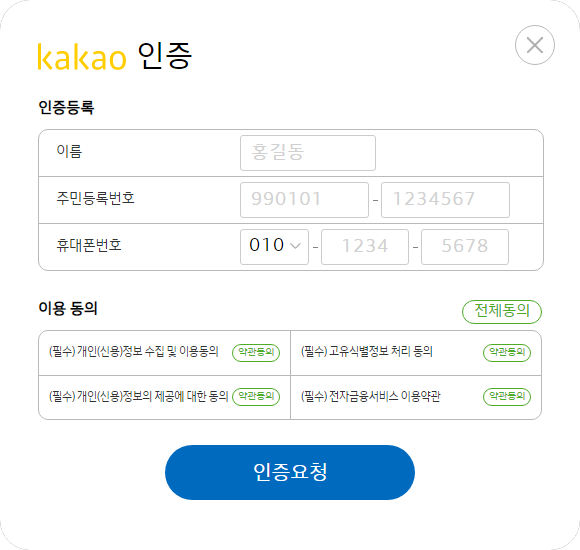 kakao 인증
인증등록
이름 홍길동
주민등록번호 990101 - 1234567
휴대폰번호 010 - 1234 - 5678
이용 동의 전체동의
(필수) 개인(신용)정보 수집 및 이용동의 약관동의 (필수) 고유식별정보 처리 동의 약관동의
(필수) 개인(신용)정보의 제공에 대한 동의 약관동의 (필수) 전자금융서비스 이용약관 약관동의
인증요청